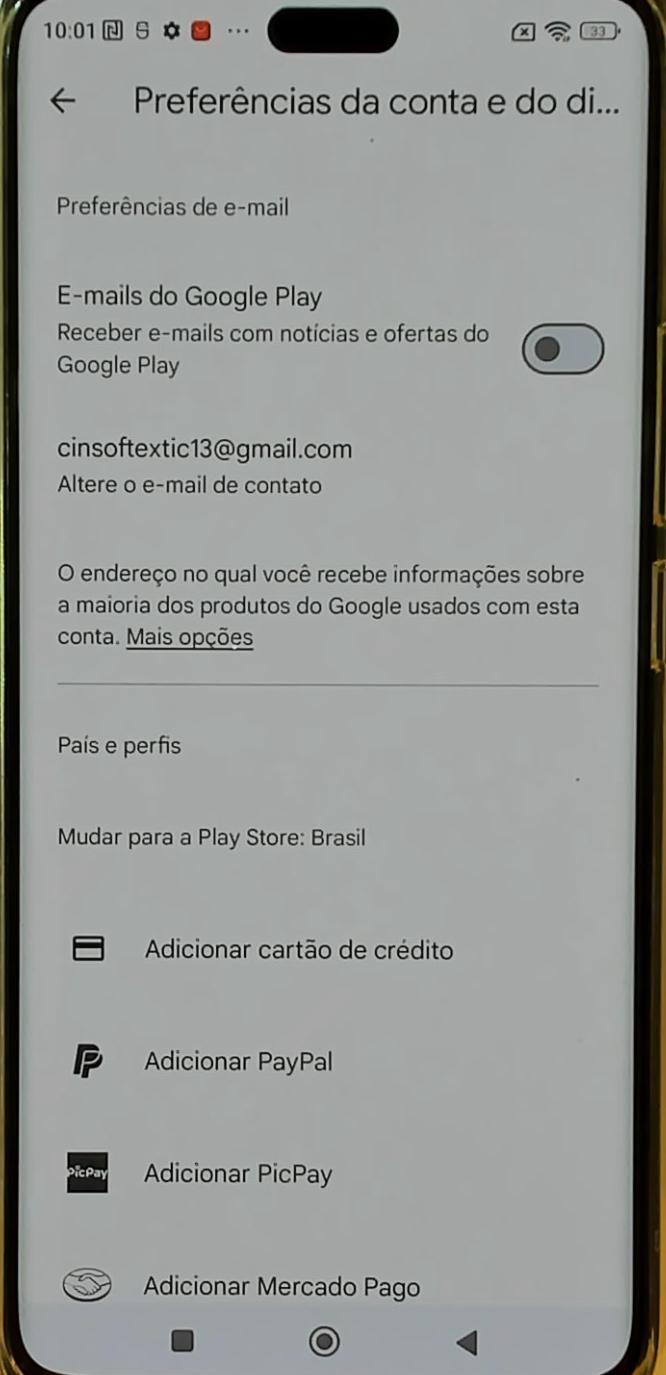 10:01
33
Preferências da conta e do di...
Preferências de e-mail
E-mails do Google Play
Receber e-mails com notícias e ofertas do
Google Play
cinsoftextic13@gmail.com
Altere o e-mail de contato
O endereço no qual você recebe informações sobre
a maioria dos produtos do Google usados com esta
conta. Mais opções
País e perfis
Mudar para a Play Store: Brasil
Adicionar cartão de crédito
Adicionar PayPal
PicPay
Adicionar PicPay
Adicionar Mercado Pago